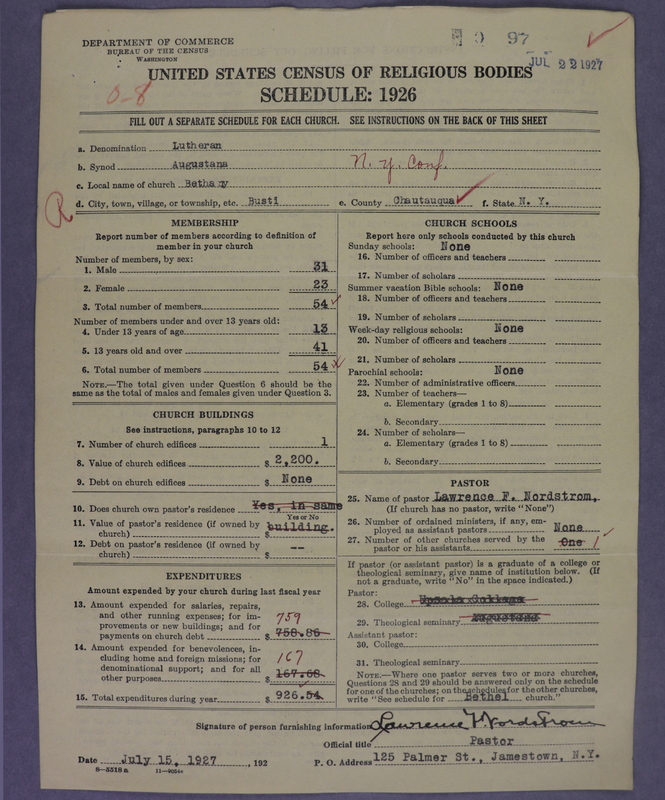 DEPARTMENT OF COMMERCE
BUREAU OF THE CENSUS
WASHINGTON
9 97
JUL 22 1927
UNITED STATES CENSUS OF RELIGIOUS BODIES
SCHEDULE: 1926
0-8
FILL OUT A SEPARATE SCHEDULE FOR EACH CHURCH. SEE INSTRUCTIONS ON THE BACK OF THIS SHEET
a. Denomination Lutheran
b. Synod Augustana N.Y. Conf.
c. Local name of church Bethany
d. City, town, village, or township, etc. Busti e. County Chautauqua f. State N. Y.
R
MEMBERSHIP
Report number of members according to definition of
member in your church
Number of members, by sex:
1. Male 31
2. Female 23
3. Total number of members 54
Number of members under and over 13 years old:
4. Under 13 years of age 13
5. 13 years old and over 41
6. Total number of members 54
NOTE.—The total given under Question 6 should be the
same as the total of males and females given under Question 3.
CHURCH BUILDINGS
See instructions, paragraphs 10 to 12
7. Number of church edifices 1
8. Value of church edifices $ 2,200.
9. Debt on church edifices $ None
10. Does church own pastor's residence Yes, in same
Yes or No
11. Value of pastor's residence (if owned by
church) $ building.
12. Debt on pastor's residence (if owned by
church) $ --
EXPENDITURES
Amount expended by your church during last fiscal year
13. Amount expended for salaries, repairs,
and other running expenses; for im-
provements or new buildings; and for
payments on church debt $ 758.86 759
14. Amount expended for benevolences, in-
cluding home and foreign missions; for
denominational support; and for all
other purposes $ 167.68 167
15. Total expenditures during year $ 926.54
CHURCH SCHOOLS
Report here only schools conducted by this church
Sunday schools: None
16. Number of officers and teachers
17. Number of scholars
Summer vacation Bible schools: None
18. Number of officers and teachers
19. Number of scholars
Week-day religious schools: None
20. Number of officers and teachers
21. Number of scholars
Parochial schools: None
22. Number of administrative officers
23. Number of teachers—
a. Elementary (grades 1 to 8)
b. Secondary
24. Number of scholars—
a. Elementary (grades 1 to 8)
b. Secondary
PASTOR
25. Name of pastor Lawrence F. Nordstrom,
(If church has no pastor, write "None")
26. Number of ordained ministers, if any, em-
ployed as assistant pastors None
27. Number of other churches served by the
pastor or his assistants One 1
If pastor (or assistant pastor) is a graduate of a college or
theological seminary, give name of institution below. (If
not a graduate, write "No" in the space indicated.)
Pastor:
28. College Upsala College
29. Theological seminary Augustana
Assistant pastor:
30. College
31. Theological seminary
NOTE.—Where one pastor serves two or more churches,
Questions 28 and 29 should be answered only on the schedule
for one of the churches; on the schedules for the other churches,
write "See schedule for Bethel church."
Signature of person furnishing information Lawrence F. Nordstrom
Official title Pastor
Date July 15, 1927, 192 P. O. Address 125 Palmer St., Jamestown, N.Y.
8—5518 a 11—9054